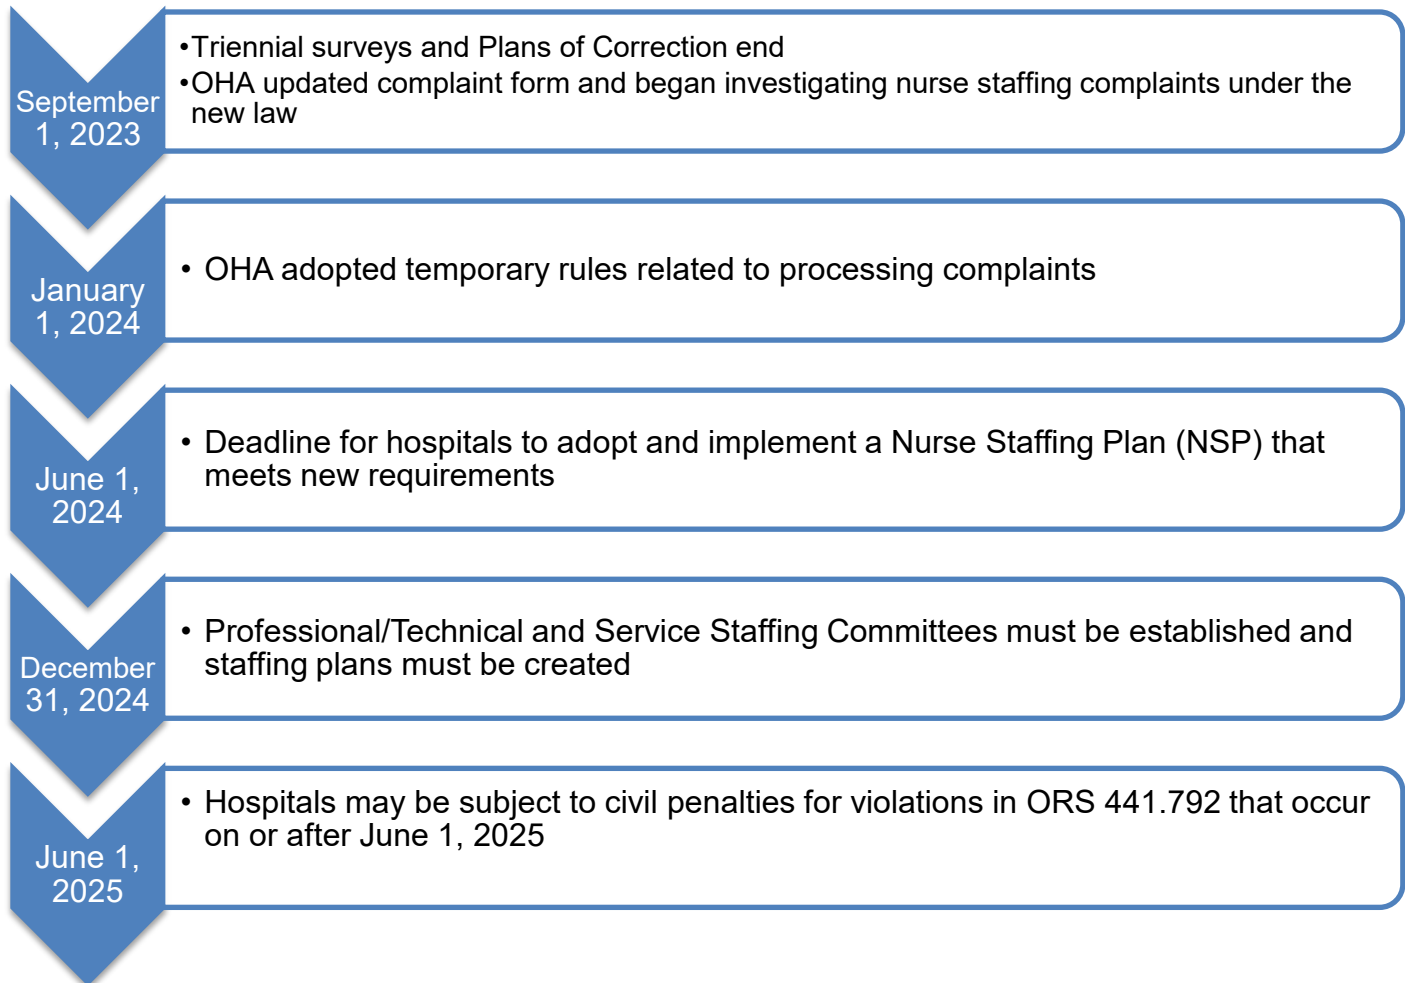 September
1, 2023
•Triennial surveys and Plans of Correction end
•OHA updated complaint form and began investigating nurse staffing complaints under the
new law
January
1, 2024
• OHA adopted temporary rules related to processing complaints
June 1,
2024
• Deadline for hospitals to adopt and implement a Nurse Staffing Plan (NSP) that
meets new requirements
December
31, 2024
• Professional/Technical and Service Staffing Committees must be established and
staffing plans must be created
June 1,
2025
• Hospitals may be subject to civil penalties for violations in ORS 441.792 that occur
on or after June 1, 2025